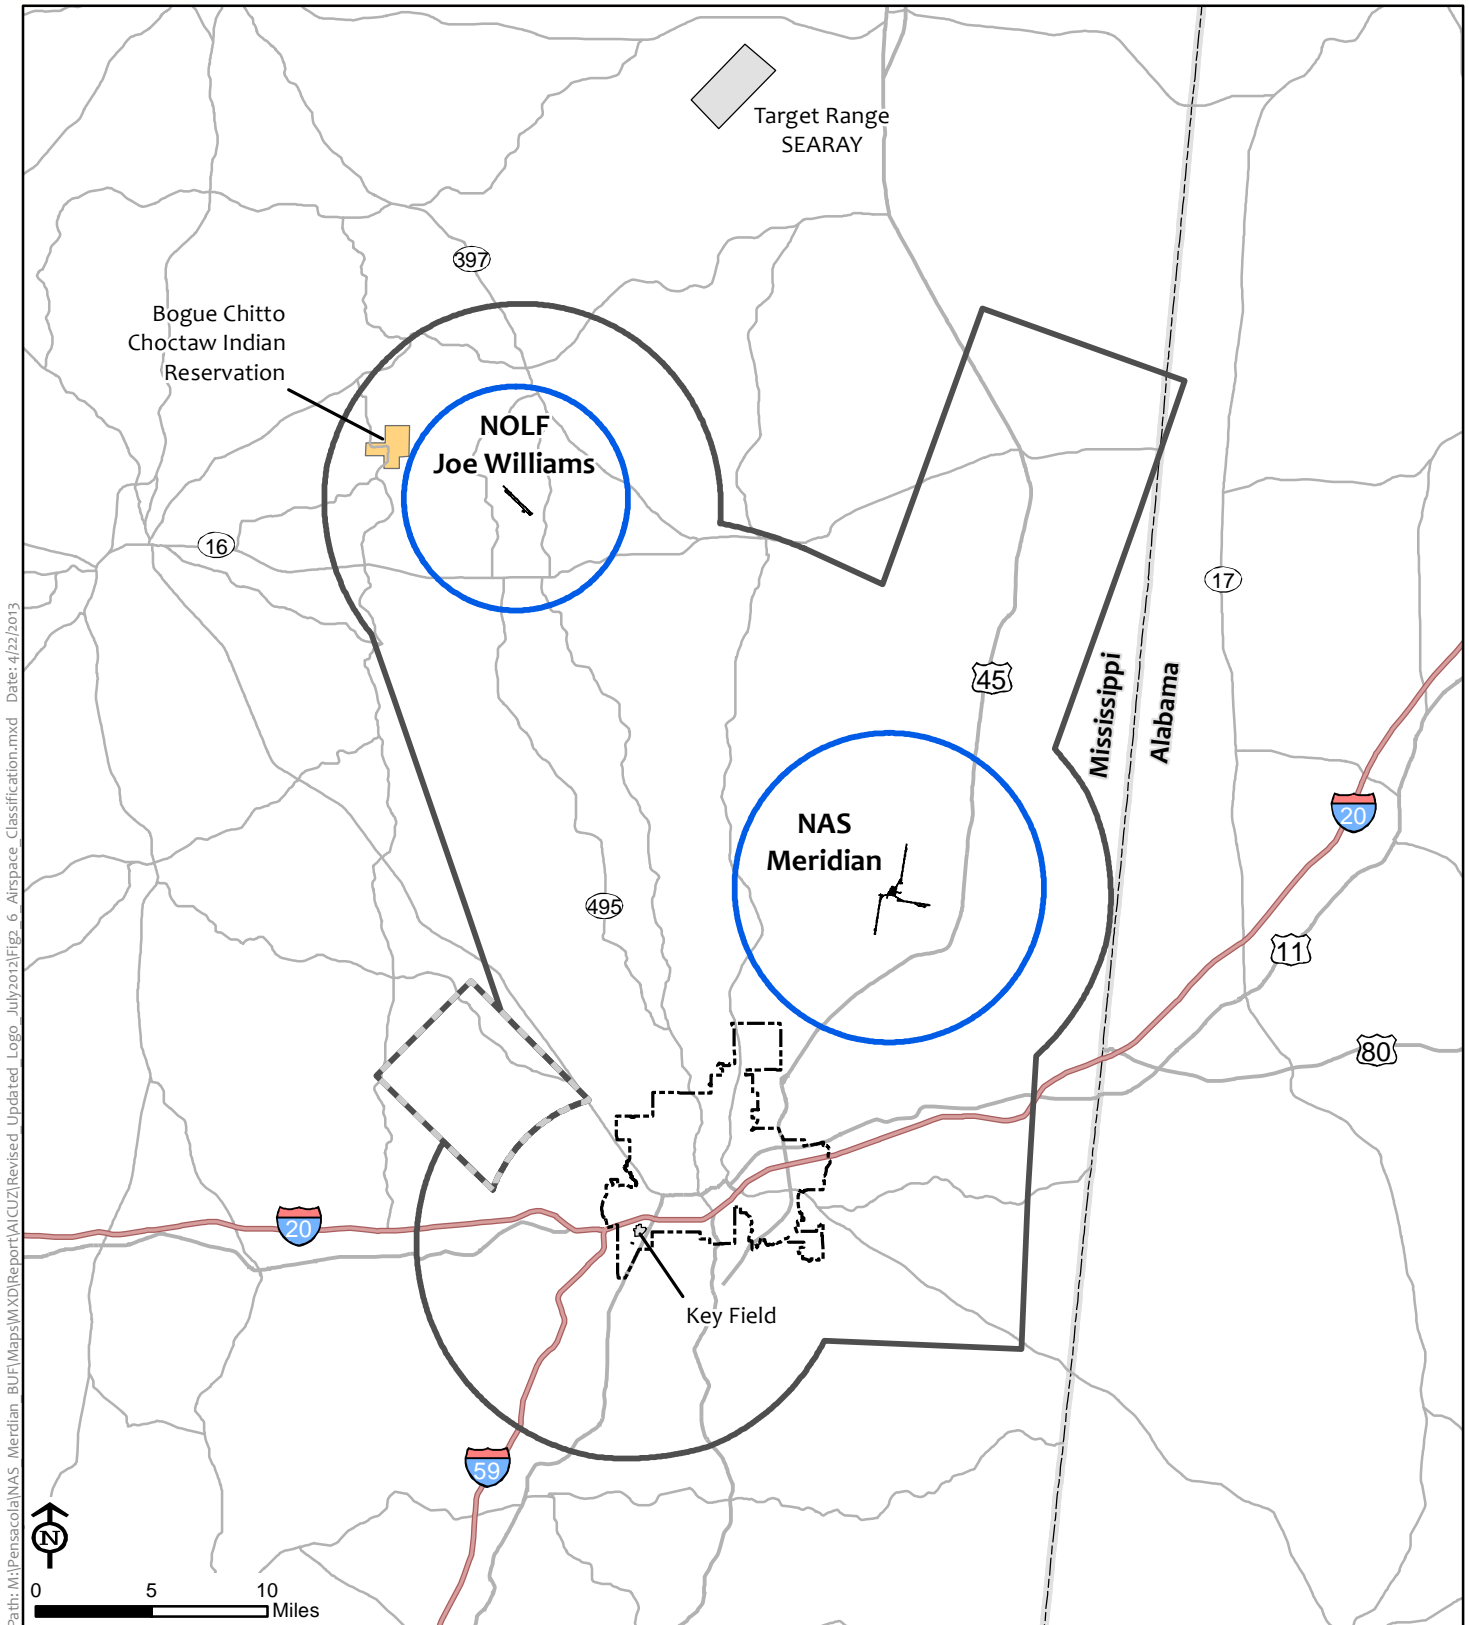 Target Range
SEARAY
397
Bogue Chitto
Choctaw Indian
Reservation
NOLF
Joe Williams
16
17
45
Mississippi
Alabama
NAS
Meridian
20
495
11
80
20
Key Field
59
N
0 5 10
Miles
Path: M:\Pensacola\NAS_Merdian_BUF\Maps\MXD\Report\AICUZ\Revised_Updated_Logo_July2012\Fig2_6_Airspace_Classification.mxd Date: 4/22/2013